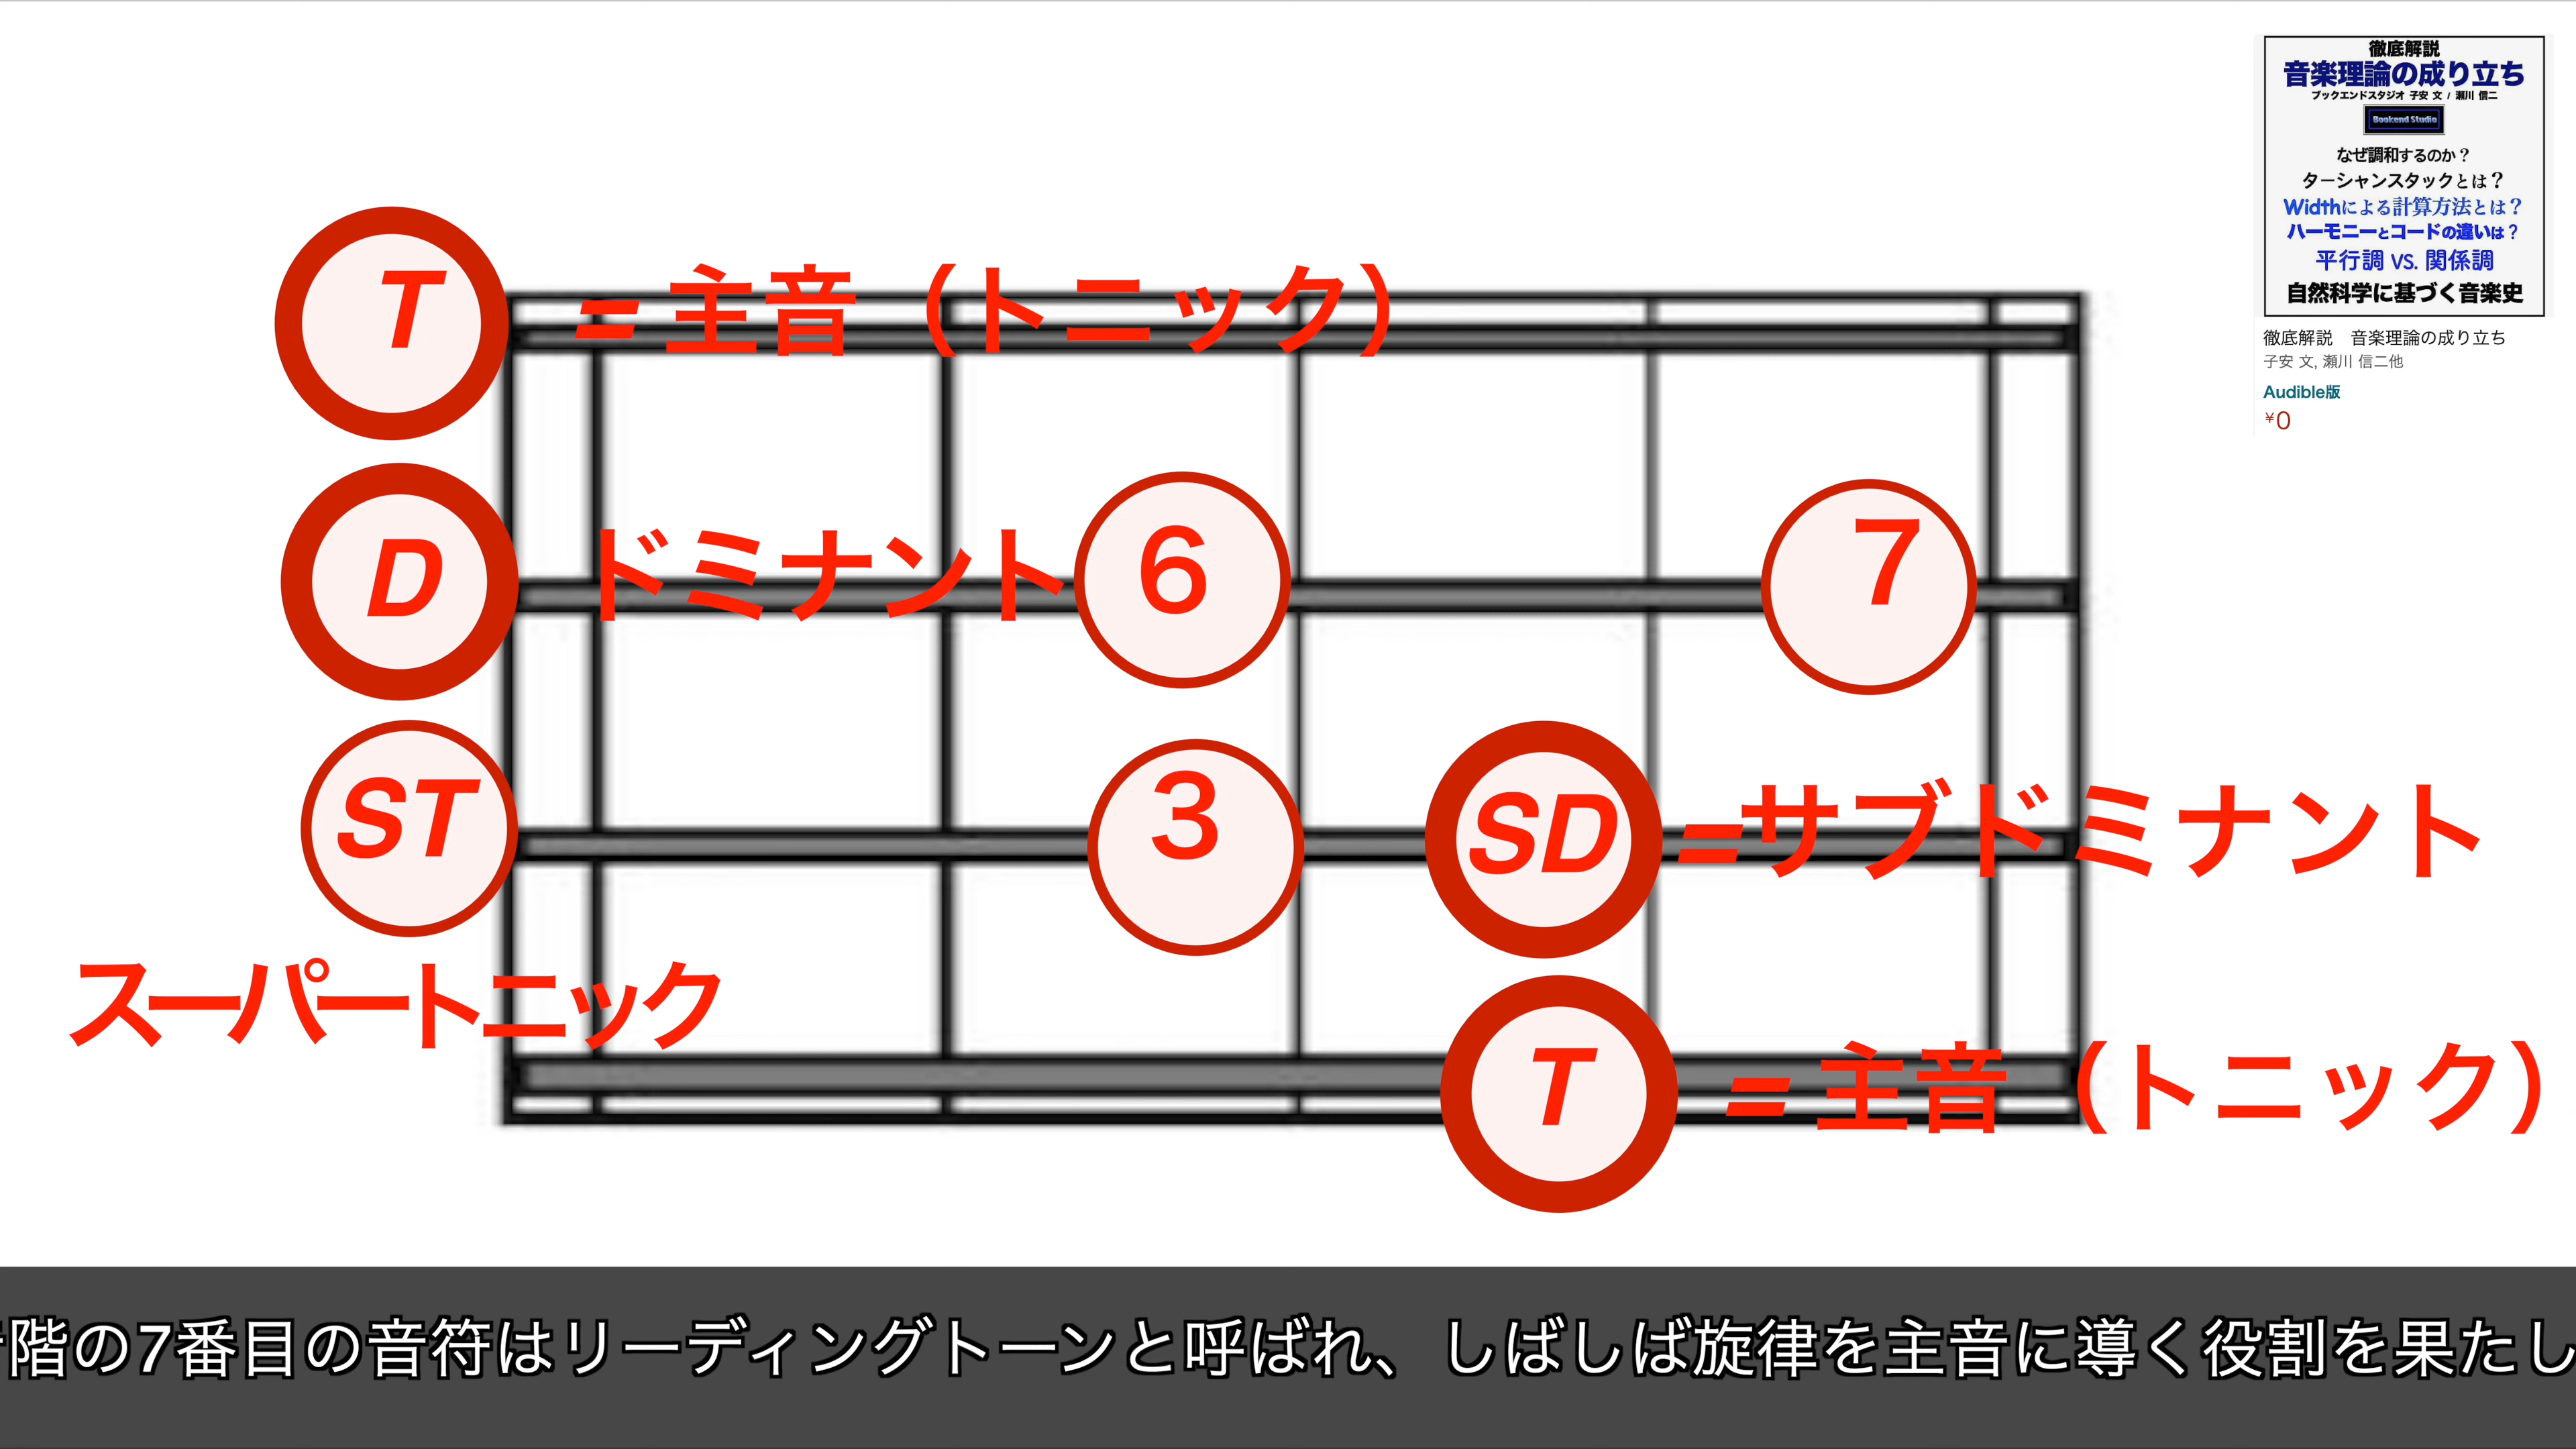 徹底解説
音楽理論の成り立ち
ブックエンドスタジオ 子安 文 / 瀬川 信二
Bookend Studio
なぜ調和するのか？
ターシャンスタックとは？
Widthによる計算方法とは？
ハーモニーとコードの違いは？
平行調 vs. 関係調
自然科学に基づく音楽史
徹底解説　音楽理論の成り立ち
子安 文, 瀬川 信二他
Audible版
¥0
T = 主音（トニック）
D ドミナント 6 7
ST 3 SD =サブドミナント
スーパートニック
T = 主音（トニック）
階の7番目の音符はリーディングトーンと呼ばれ、しばしば旋律を主音に導く役割を果たし